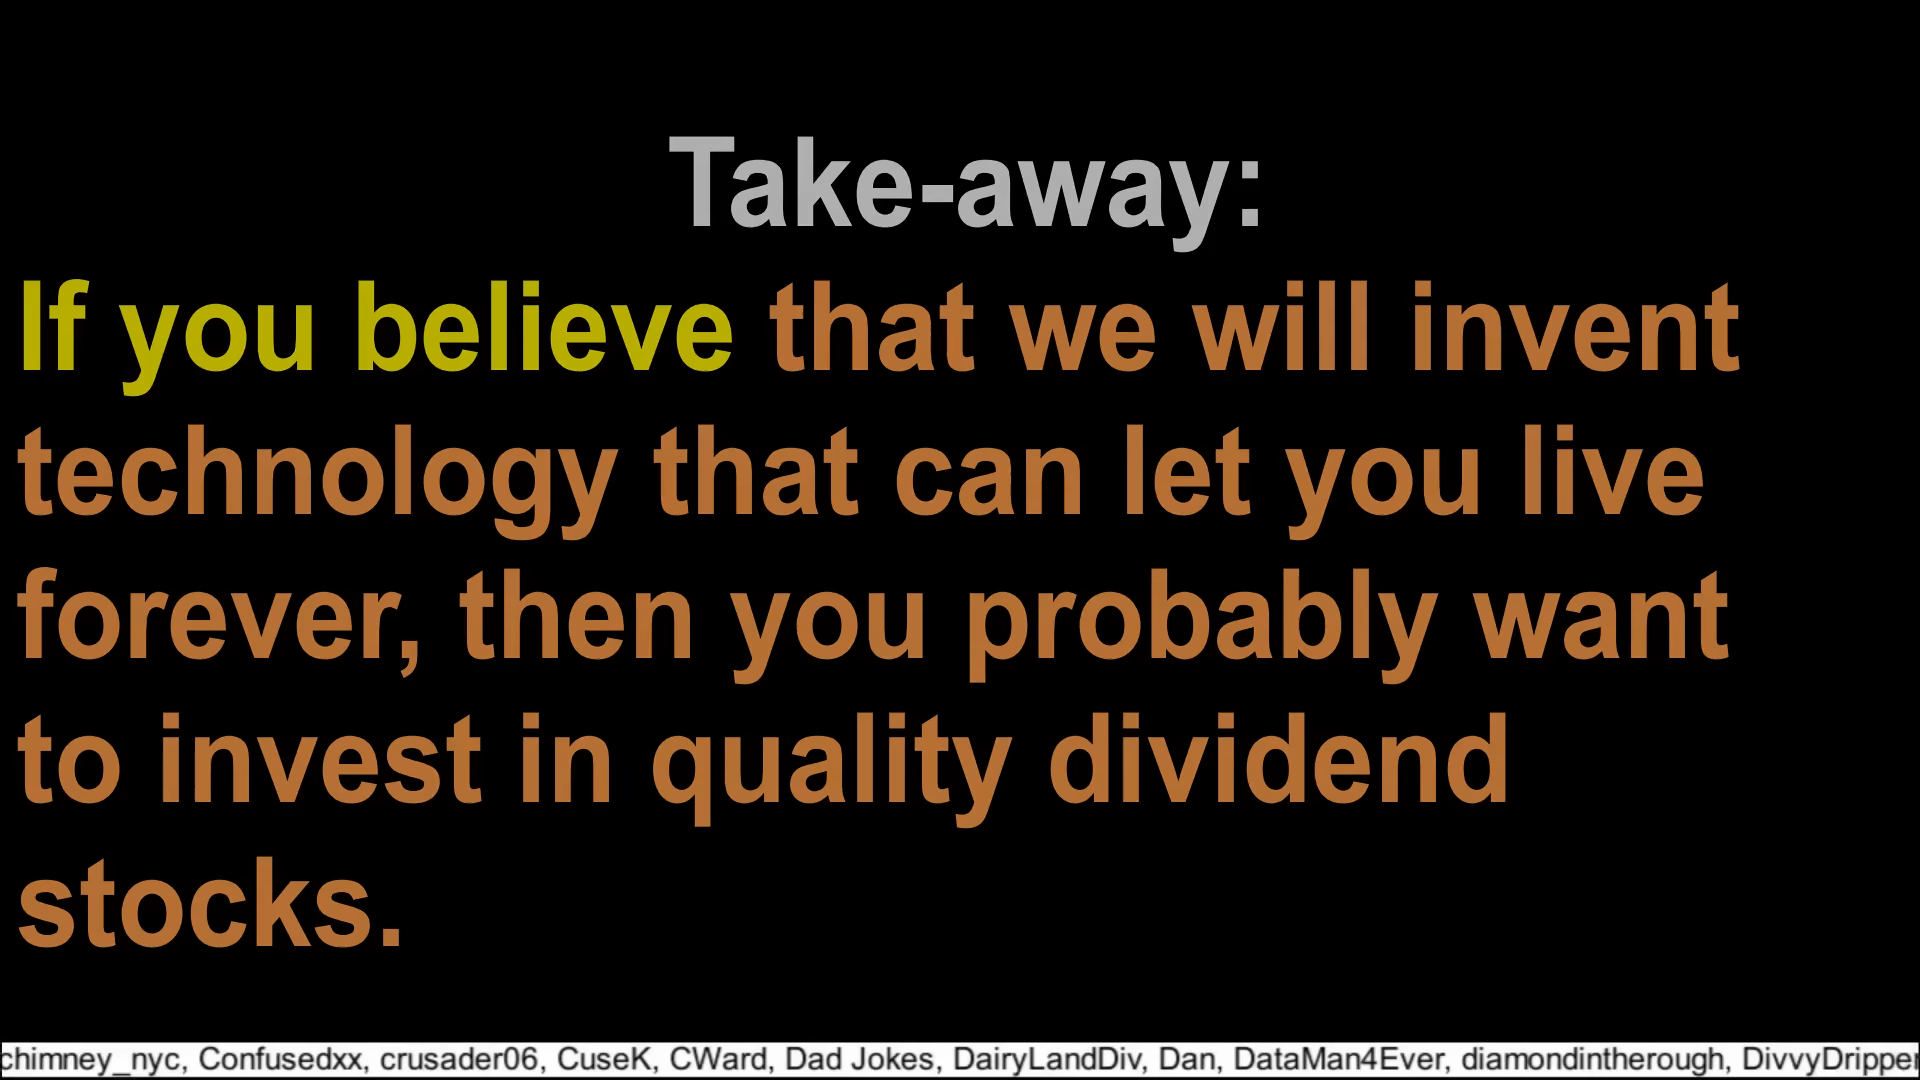 Take-away:
If you believe that we will invent
technology that can let you live
forever, then you probably want
to invest in quality dividend
stocks.
chimney_nyc, Confusedxx, crusader06, CuseK, CWard, Dad Jokes, DairyLandDiv, Dan, DataMan4Ever, diamondintherough, DivvyDripper